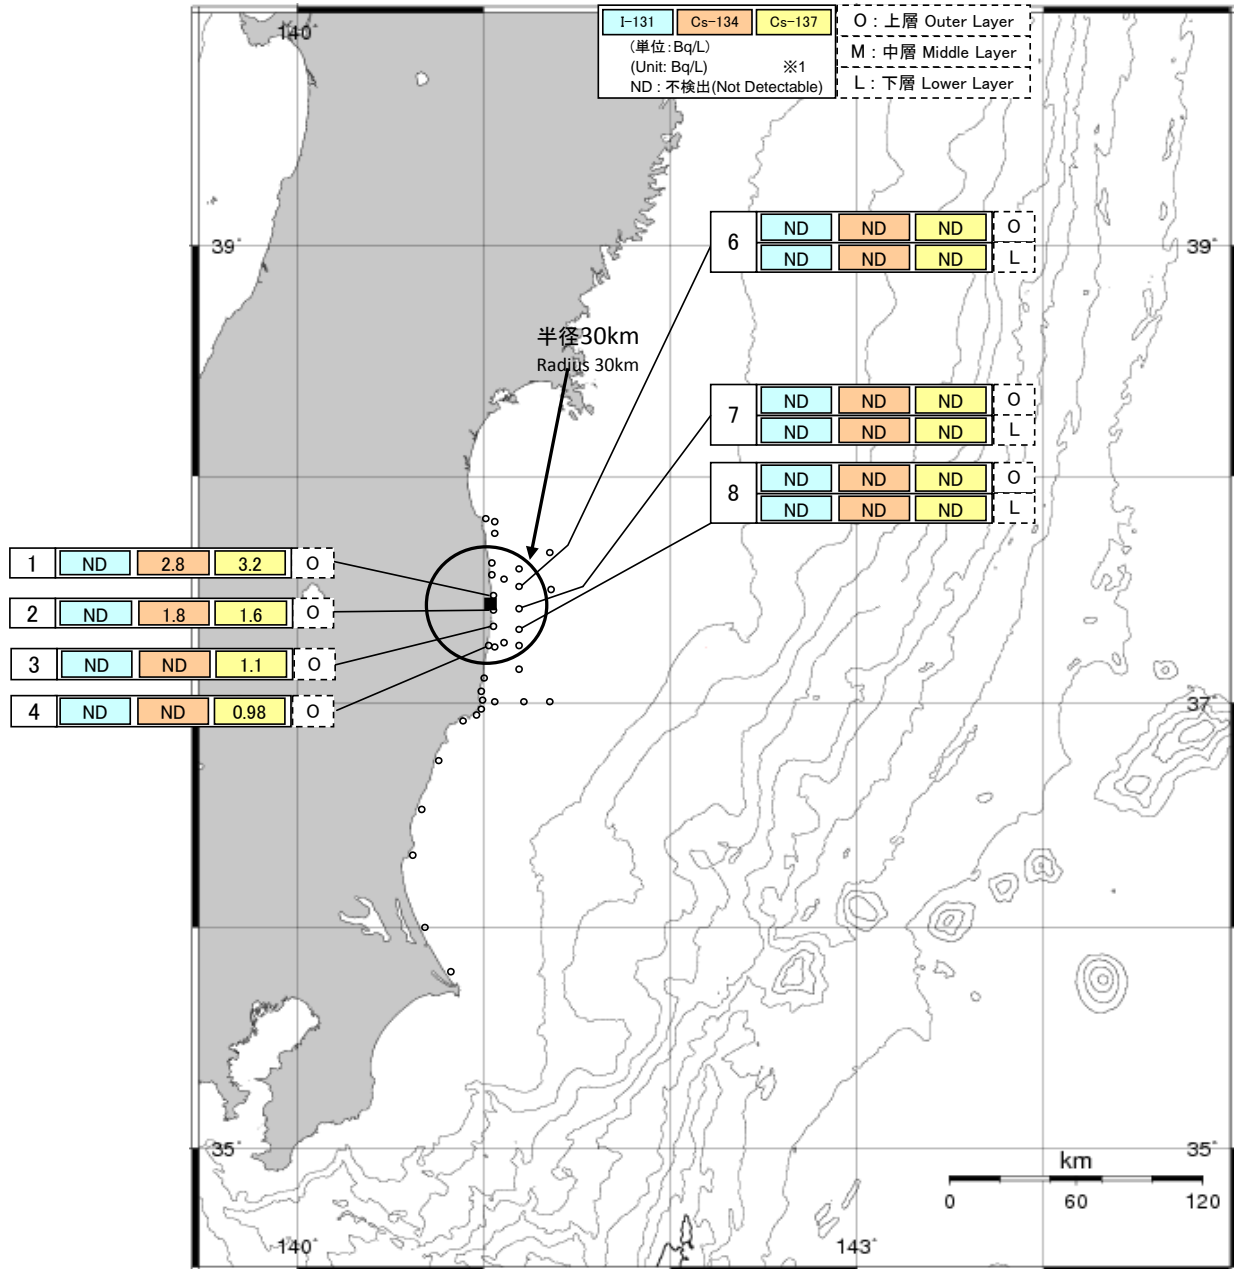 140°
I-131 Cs-134 Cs-137
(単位:Bq/L)
(Unit: Bq/L) ※1
ND : 不検出(Not Detectable)
O : 上層 Outer Layer
M : 中層 Middle Layer
L : 下層 Lower Layer
6 ND ND ND O
ND ND ND L
39° 39°
半径30km
Radius 30km
7 ND ND ND O
ND ND ND L
8 ND ND ND O
ND ND ND L
1 ND 2.8 3.2 O
2 ND 1.8 1.6 O
3 ND ND 1.1 O
4 ND ND 0.98 O
37°
35° 35°
km
0 60 120
140° 143°